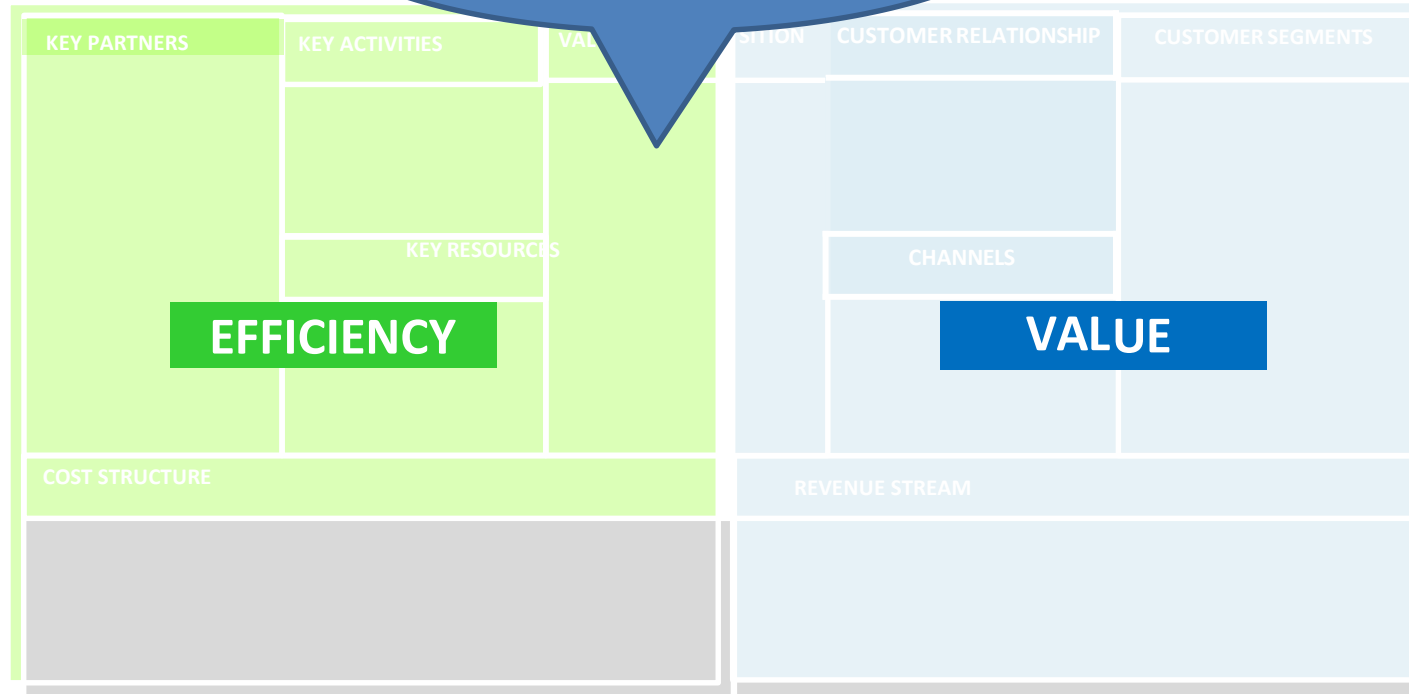 KEY PARTNERS
KEY ACTIVITIES
CUSTOMER RELATIONSHIP
CUSTOMER SEGMENTS
KEY RESOURCES
CHANNELS
EFFICIENCY
VALUE
COST STRUCTURE
REVENUE STREAM